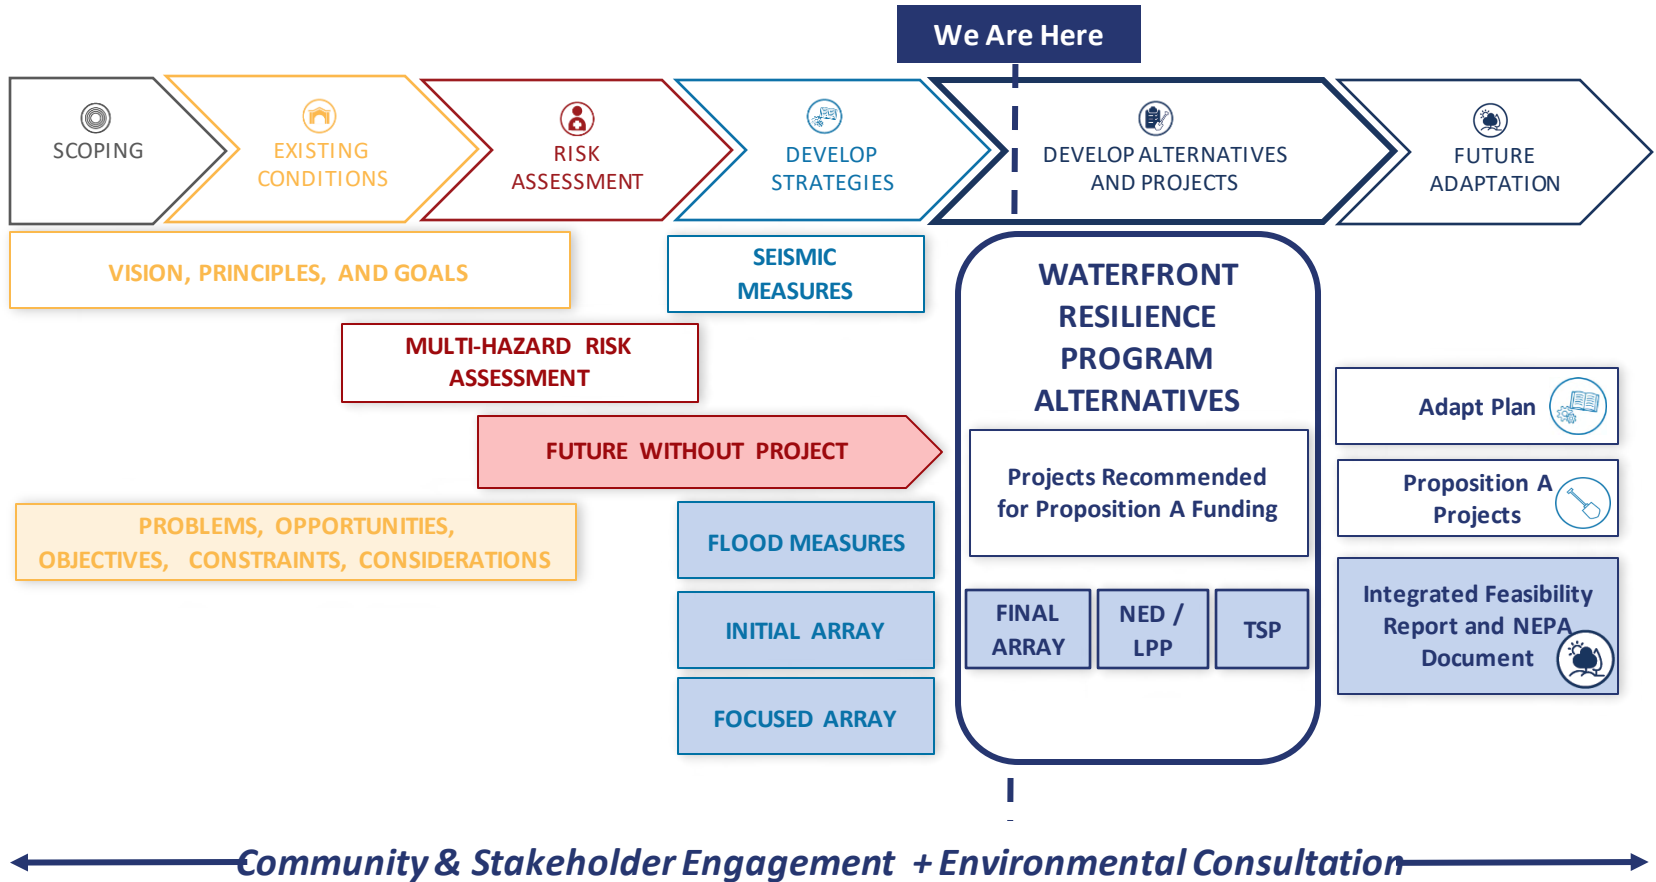 We Are Here
SCOPING
EXISTING
CONDITIONS
RISK
ASSESSMENT
DEVELOP
STRATEGIES
DEVELOP ALTERNATIVES
AND PROJECTS
FUTURE
ADAPTATION
VISION, PRINCIPLES, AND GOALS
SEISMIC
MEASURES
MULTI-HAZARD RISK
ASSESSMENT
FUTURE WITHOUT PROJECT
PROBLEMS, OPPORTUNITIES,
OBJECTIVES, CONSTRAINTS, CONSIDERATIONS
FLOOD MEASURES
INITIAL ARRAY
FOCUSED ARRAY
WATERFRONT
RESILIENCE
PROGRAM
ALTERNATIVES
Projects Recommended
for Proposition A Funding
FINAL
ARRAY
NED /
LPP
TSP
Adapt Plan
Proposition A
Projects
Integrated Feasibility
Report and NEPA
Document
Community & Stakeholder Engagement + Environmental Consultation